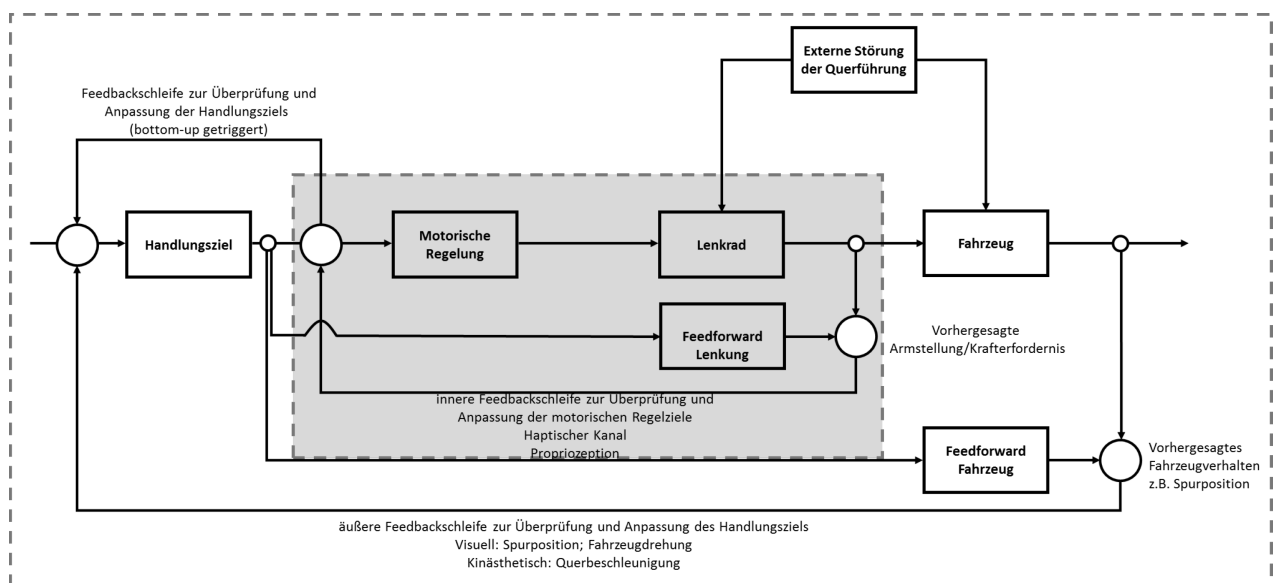 Externe Störung
der Querführung
Feedbackschleife zur Überprüfung und
Anpassung der Handlungsziels
(bottom-up getriggert)
Handlungsziel
Motorische
Regelung
Lenkrad
Fahrzeug
Feedforward
Lenkung
Vorhergesagte
Armstellung/Krafterfordernis
innere Feedbackschleife zur Überprüfung und
Anpassung der motorischen Regelziele
Haptischer Kanal
Propriozeption
Feedforward
Fahrzeug
Vorhergesagtes
Fahrzeugverhalten
z.B. Spurposition
äußere Feedbackschleife zur Überprüfung und Anpassung des Handlungsziels
Visuell: Spurposition; Fahrzeugdrehung
Kinästhetisch: Querbeschleunigung